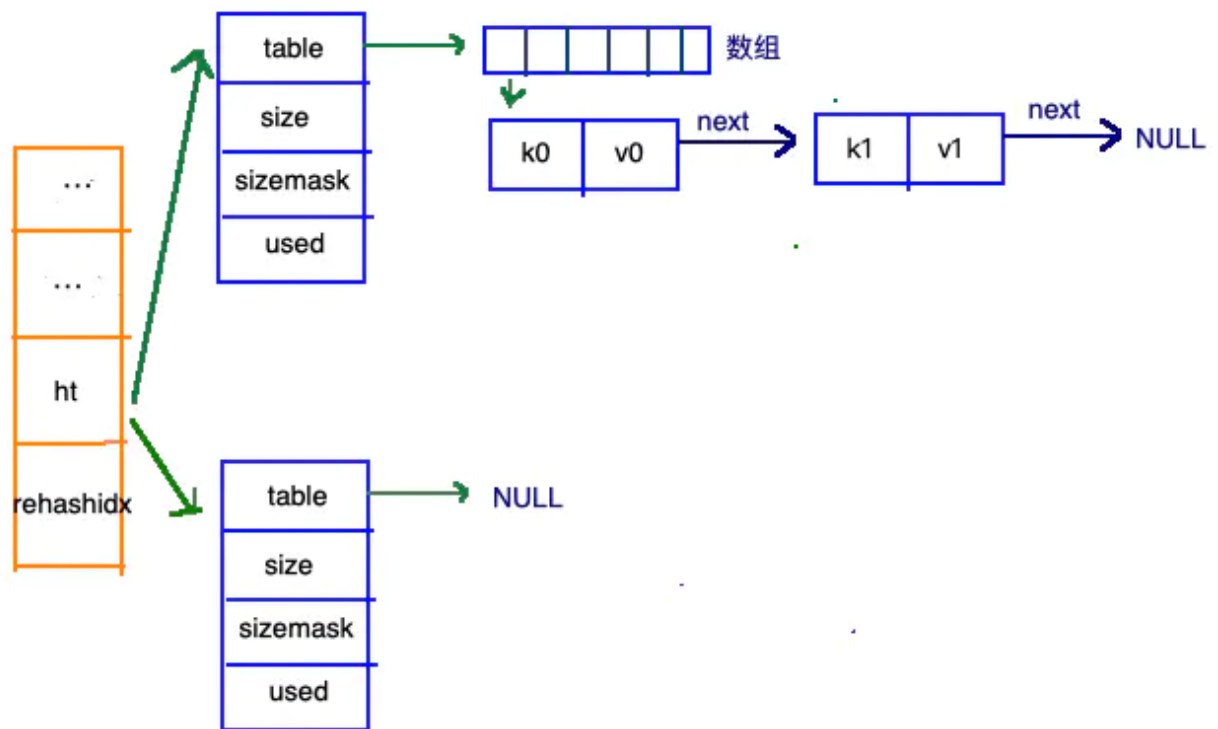 ...
...
ht
rehashidx
table
size
sizemask
used
数组
k0
v0
next
k1
v1
next
NULL
table
size
sizemask
used
NULL